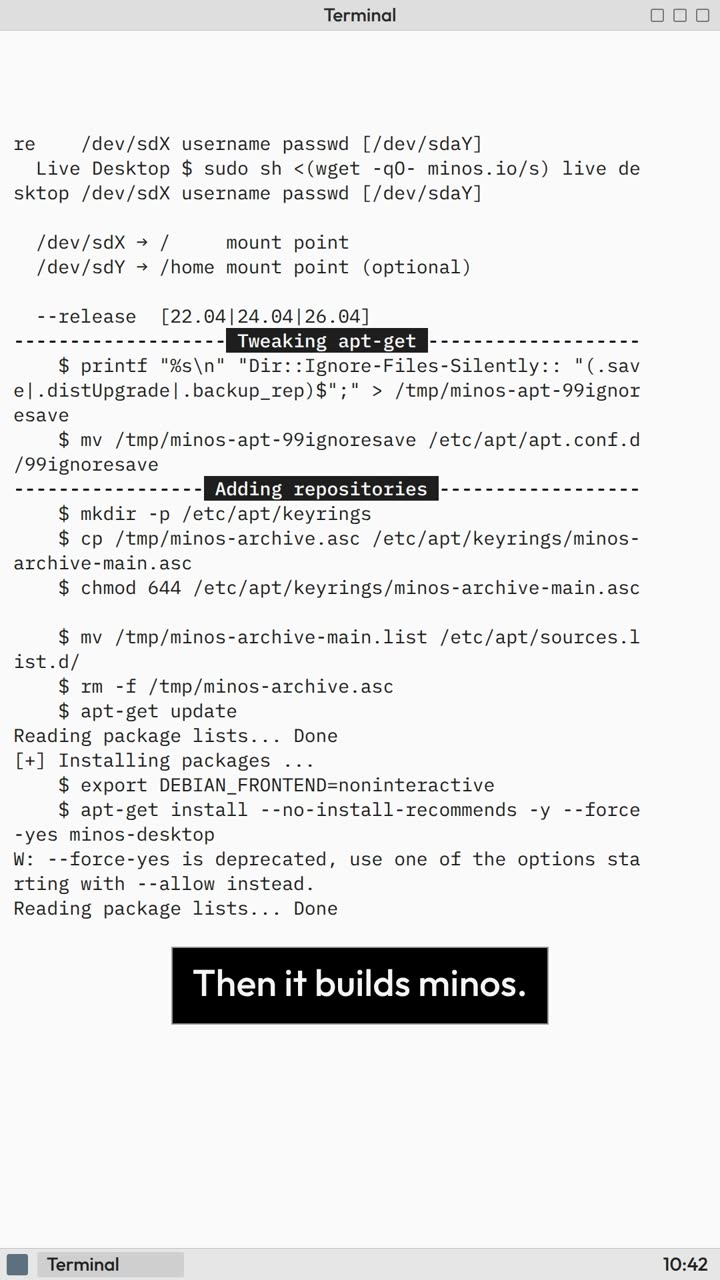 Terminal
re    /dev/sdX username passwd [/dev/sdaY]
  Live Desktop $ sudo sh <(wget -qO- minos.io/s) live de
sktop /dev/sdX username passwd [/dev/sdaY]
  /dev/sdX → /     mount point
  /dev/sdY → /home mount point (optional)
  --release  [22.04|24.04|26.04]
------------------- Tweaking apt-get -------------------
    $ printf "%s\n" "Dir::Ignore-Files-Silently:: "(.sav
e|.distUpgrade|.backup_rep)$";" > /tmp/minos-apt-99ignor
esave
    $ mv /tmp/minos-apt-99ignoresave /etc/apt/apt.conf.d
/99ignoresave
----------------- Adding repositories ------------------
    $ mkdir -p /etc/apt/keyrings
    $ cp /tmp/minos-archive.asc /etc/apt/keyrings/minos-
archive-main.asc
    $ chmod 644 /etc/apt/keyrings/minos-archive-main.asc
    $ mv /tmp/minos-archive-main.list /etc/apt/sources.l
ist.d/
    $ rm -f /tmp/minos-archive.asc
    $ apt-get update
Reading package lists... Done
[+] Installing packages ...
    $ export DEBIAN_FRONTEND=noninteractive
    $ apt-get install --no-install-recommends -y --force
-yes minos-desktop
W: --force-yes is deprecated, use one of the options sta
rting with --allow instead.
Reading package lists... Done
Then it builds minos.
Terminal
10:42